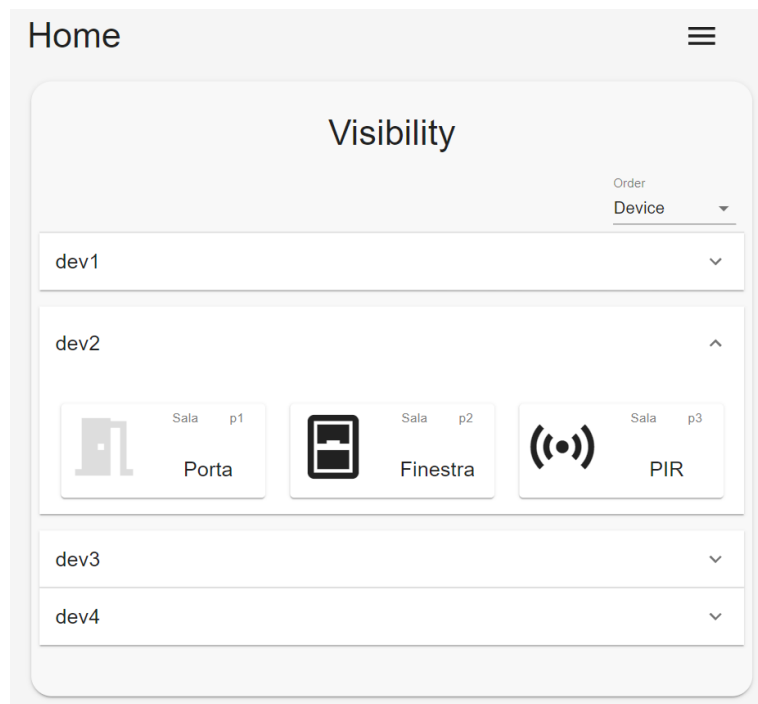 Home
Visibility
Order
Device
dev1
dev2
Sala p1
Porta
Sala p2
Finestra
Sala p3
PIR
dev3
dev4